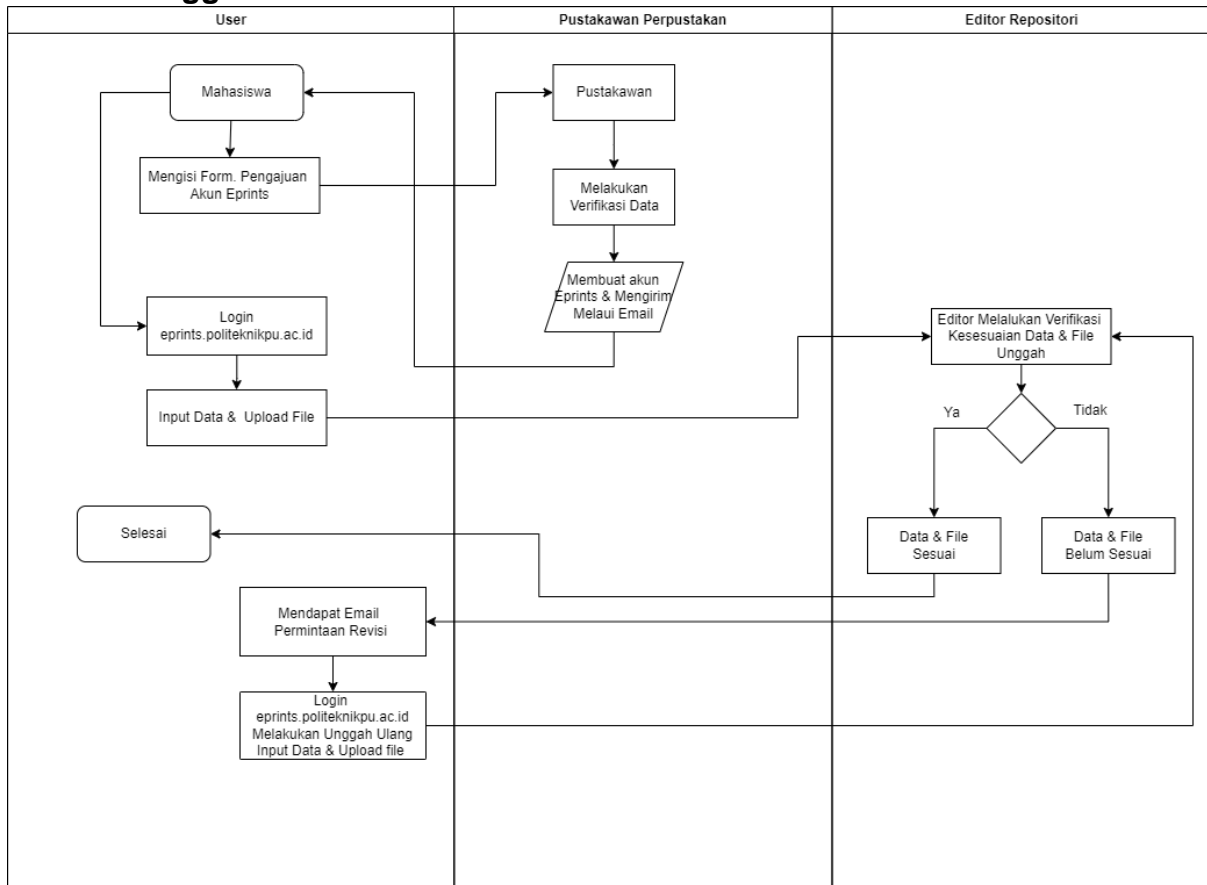 User
Pustakawan Perpustakan
Editor Repositori
Mahasiswa
Pustakawan
Mengisi Form. Pengajuan
Akun Eprints
Melakukan
Verifikasi Data
Membuat akun
Eprints & Mengirim
Melaui Email
Login
eprints.politeknikpu.ac.id
Editor Melalukan Verifikasi
Kesesuaian Data & File
Unggah
Input Data & Upload File
Ya
Tidak
Selesai
Data & File
Sesuai
Data & File
Belum Sesuai
Mendapat Email
Permintaan Revisi
Login
eprints.politeknikpu.ac.id
Melakukan Unggah Ulang
Input Data & Upload file